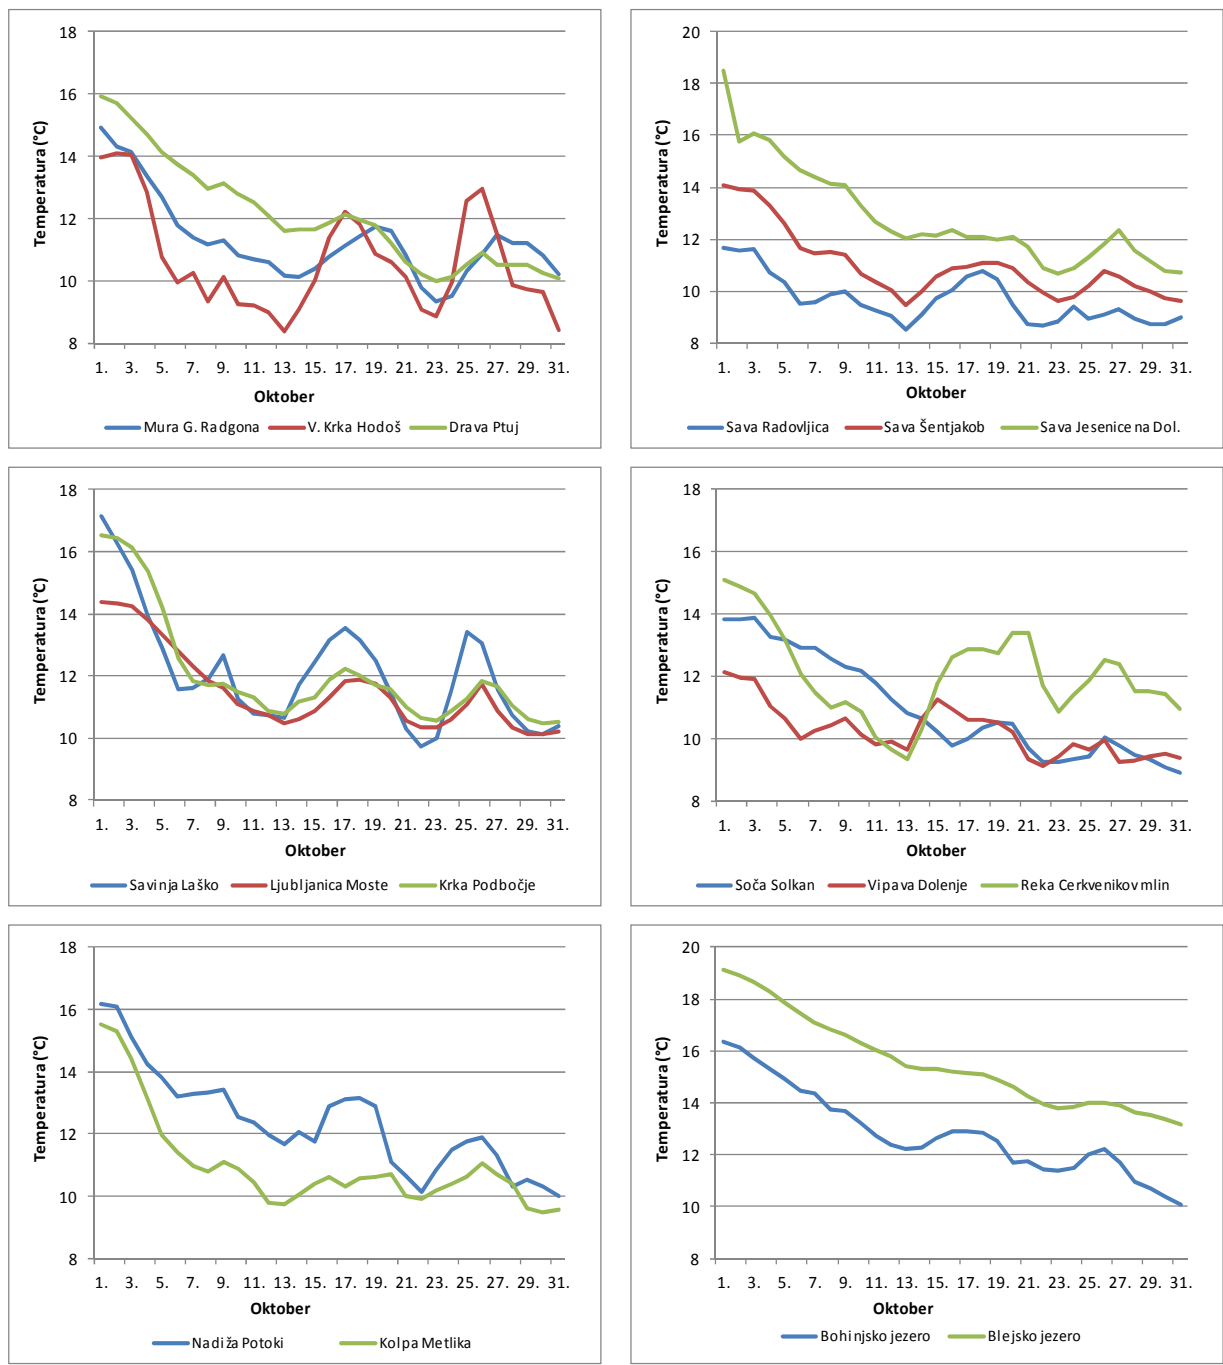 18
16
14
12
10
8
Temperatura (°C)
1. 3. 5. 7. 9. 11. 13. 15. 17. 19. 21. 23. 25. 27. 29. 31.
Oktober
Mura G. Radgona V. Krka Hodoš Drava Ptuj
20
18
16
14
12
10
8
Temperatura (°C)
1. 3. 5. 7. 9. 11. 13. 15. 17. 19. 21. 23. 25. 27. 29. 31.
Oktober
Sava Radovljica Sava Šentjakob Sava Jesenice na Dol.
18
16
14
12
10
8
Temperatura (°C)
1. 3. 5. 7. 9. 11. 13. 15. 17. 19. 21. 23. 25. 27. 29. 31.
Oktober
Savinja Laško Ljubljanica Moste Krka Podbočje
18
16
14
12
10
8
Temperatura (°C)
1. 3. 5. 7. 9. 11. 13. 15. 17. 19. 21. 23. 25. 27. 29. 31.
Oktober
Soča Solkan Vipava Dolenje Reka Cerkvenikov mlin
18
16
14
12
10
8
Temperatura (°C)
1. 3. 5. 7. 9. 11. 13. 15. 17. 19. 21. 23. 25. 27. 29. 31.
Oktober
Nadiža Potoki Kolpa Metlika
20
18
16
14
12
10
8
Temperatura (°C)
1. 3. 5. 7. 9. 11. 13. 15. 17. 19. 21. 23. 25. 27. 29. 31.
Oktober
Bohinjsko jezero Blejsko jezero